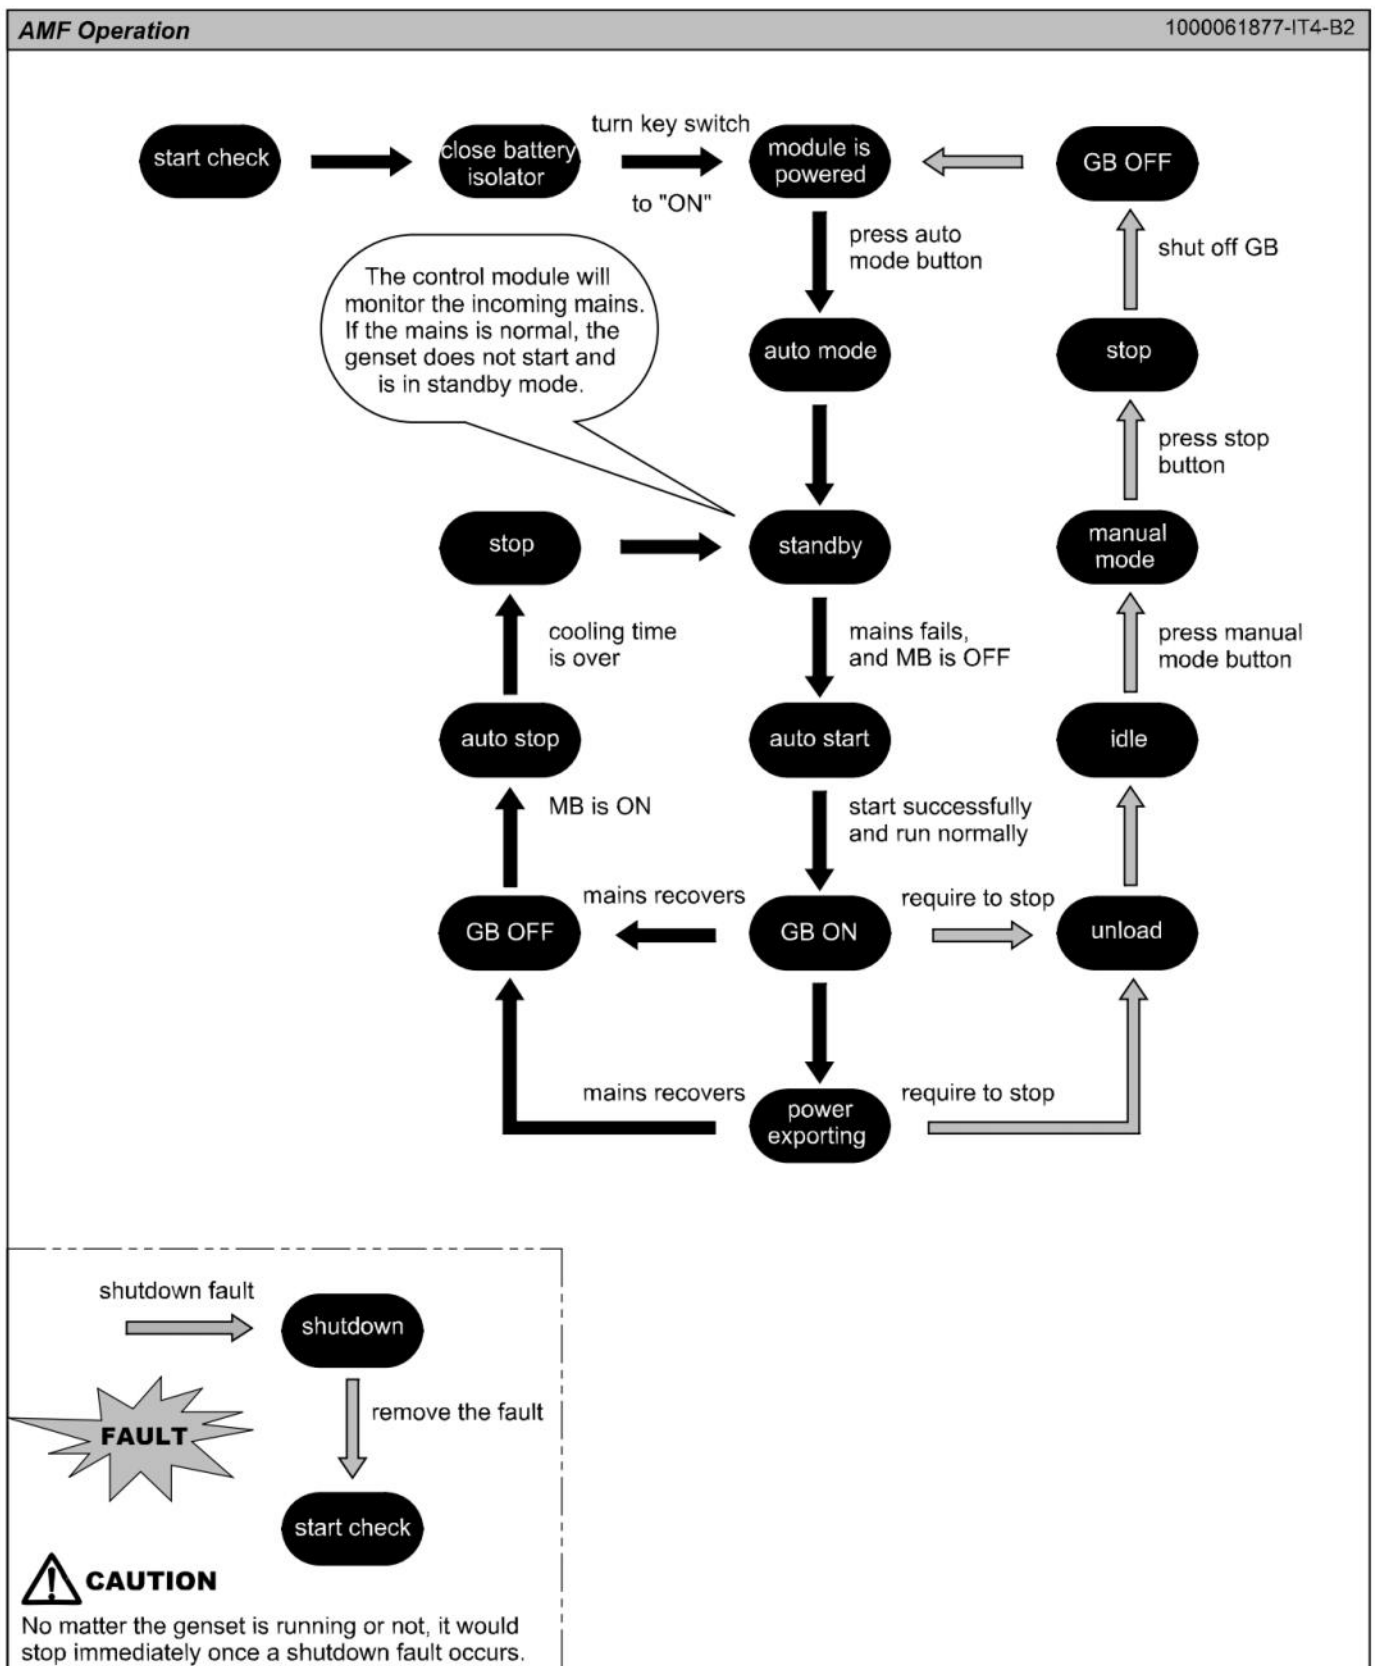 AMF Operation
1000061877-IT4-B2
start check
close battery
isolator
turn key switch
to "ON"
module is
powered
GB OFF
press auto
mode button
shut off GB
The control module will
monitor the incoming mains.
If the mains is normal, the
genset does not start and
is in standby mode.
auto mode
stop
press stop
button
stop
standby
manual
mode
cooling time
is over
mains fails,
and MB is OFF
press manual
mode button
auto stop
auto start
idle
MB is ON
start successfully
and run normally
mains recovers
require to stop
GB OFF
GB ON
unload
mains recovers
require to stop
power
exporting
shutdown fault
shutdown
remove the fault
FAULT
start check
CAUTION
No matter the genset is running or not, it would
stop immediately once a shutdown fault occurs.